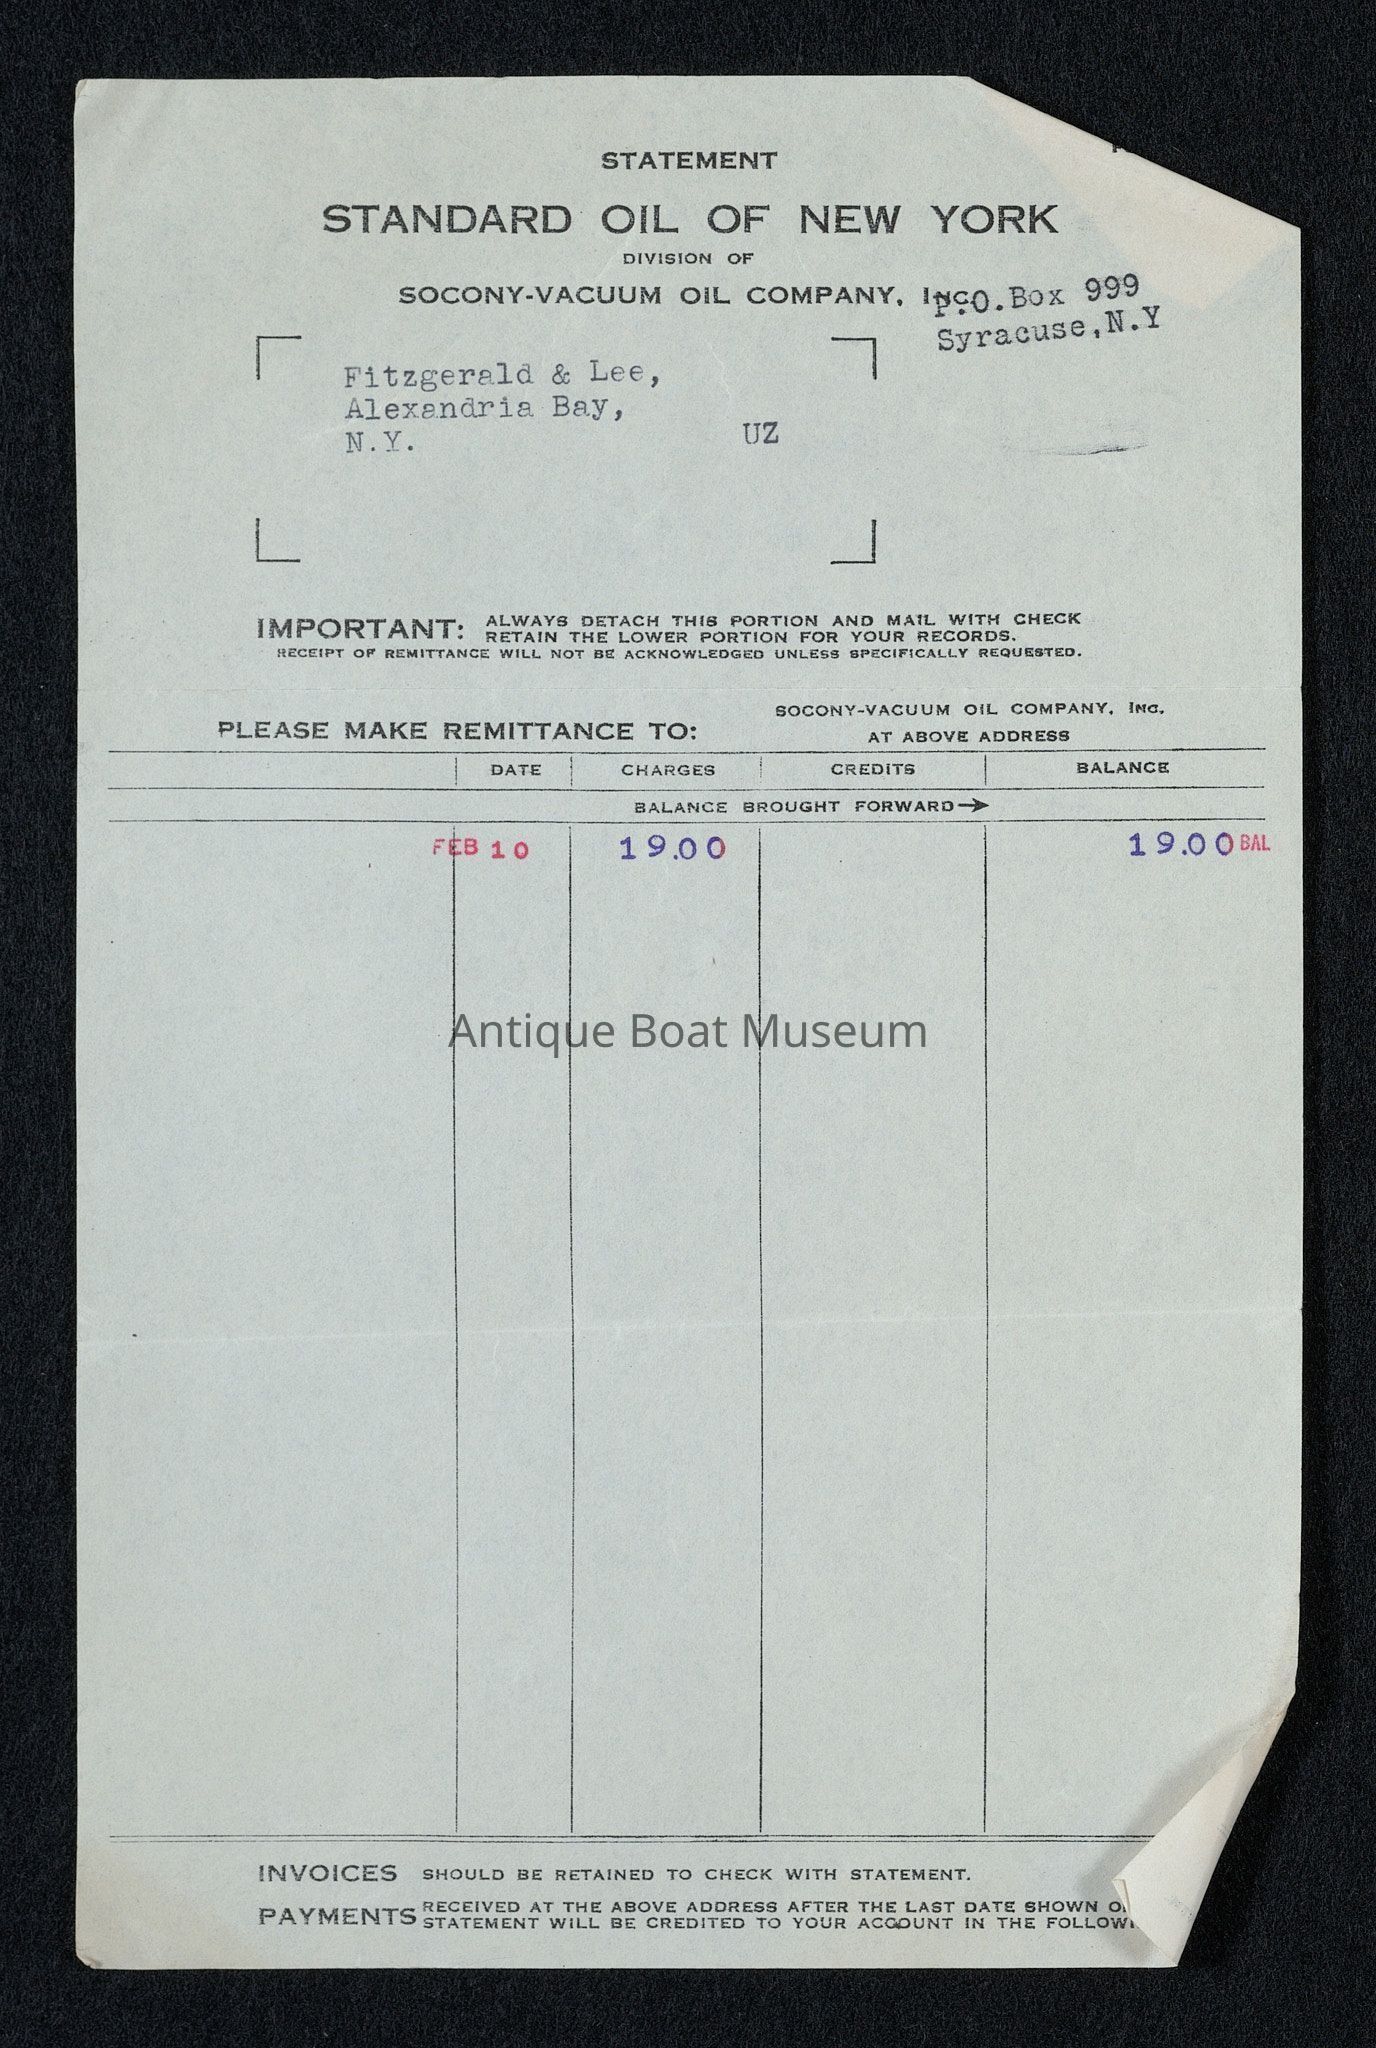 STATEMENT
STANDARD OIL OF NEW YORK
DIVISION OF
SOCONY-VACUUM OIL COMPANY, INC.
P.O.Box 999
Syracuse,N.Y
Fitzgerald & Lee,
Alexandria Bay,
N.Y. UZ
IMPORTANT: ALWAYS DETACH THIS PORTION AND MAIL WITH CHECK
RETAIN THE LOWER PORTION FOR YOUR RECORDS.
RECEIPT OF REMITTANCE WILL NOT BE ACKNOWLEDGED UNLESS SPECIFICALLY REQUESTED.
PLEASE MAKE REMITTANCE TO: SOCONY-VACUUM OIL COMPANY, INC.
AT ABOVE ADDRESS
DATE CHARGES CREDITS BALANCE
BALANCE BROUGHT FORWARD→
FEB 10 19.00 19.00 BAL
Antique Boat Museum
INVOICES SHOULD BE RETAINED TO CHECK WITH STATEMENT.
PAYMENTS RECEIVED AT THE ABOVE ADDRESS AFTER THE LAST DATE SHOWN
STATEMENT WILL BE CREDITED TO YOUR ACCOUNT IN THE